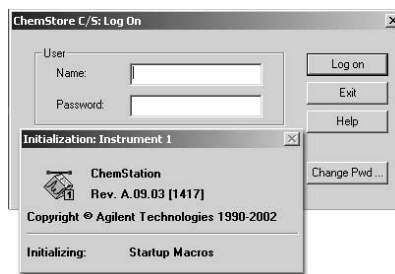 ChemStore C/S: Log On
User
Name:
Password:
Log on
Exit
Help
Change Pwd ...
Initialization: Instrument 1
1
ChemStation
Rev. A.09.03 [1417]
Copyright © Agilent Technologies 1990-2002
Initializing: Startup Macros